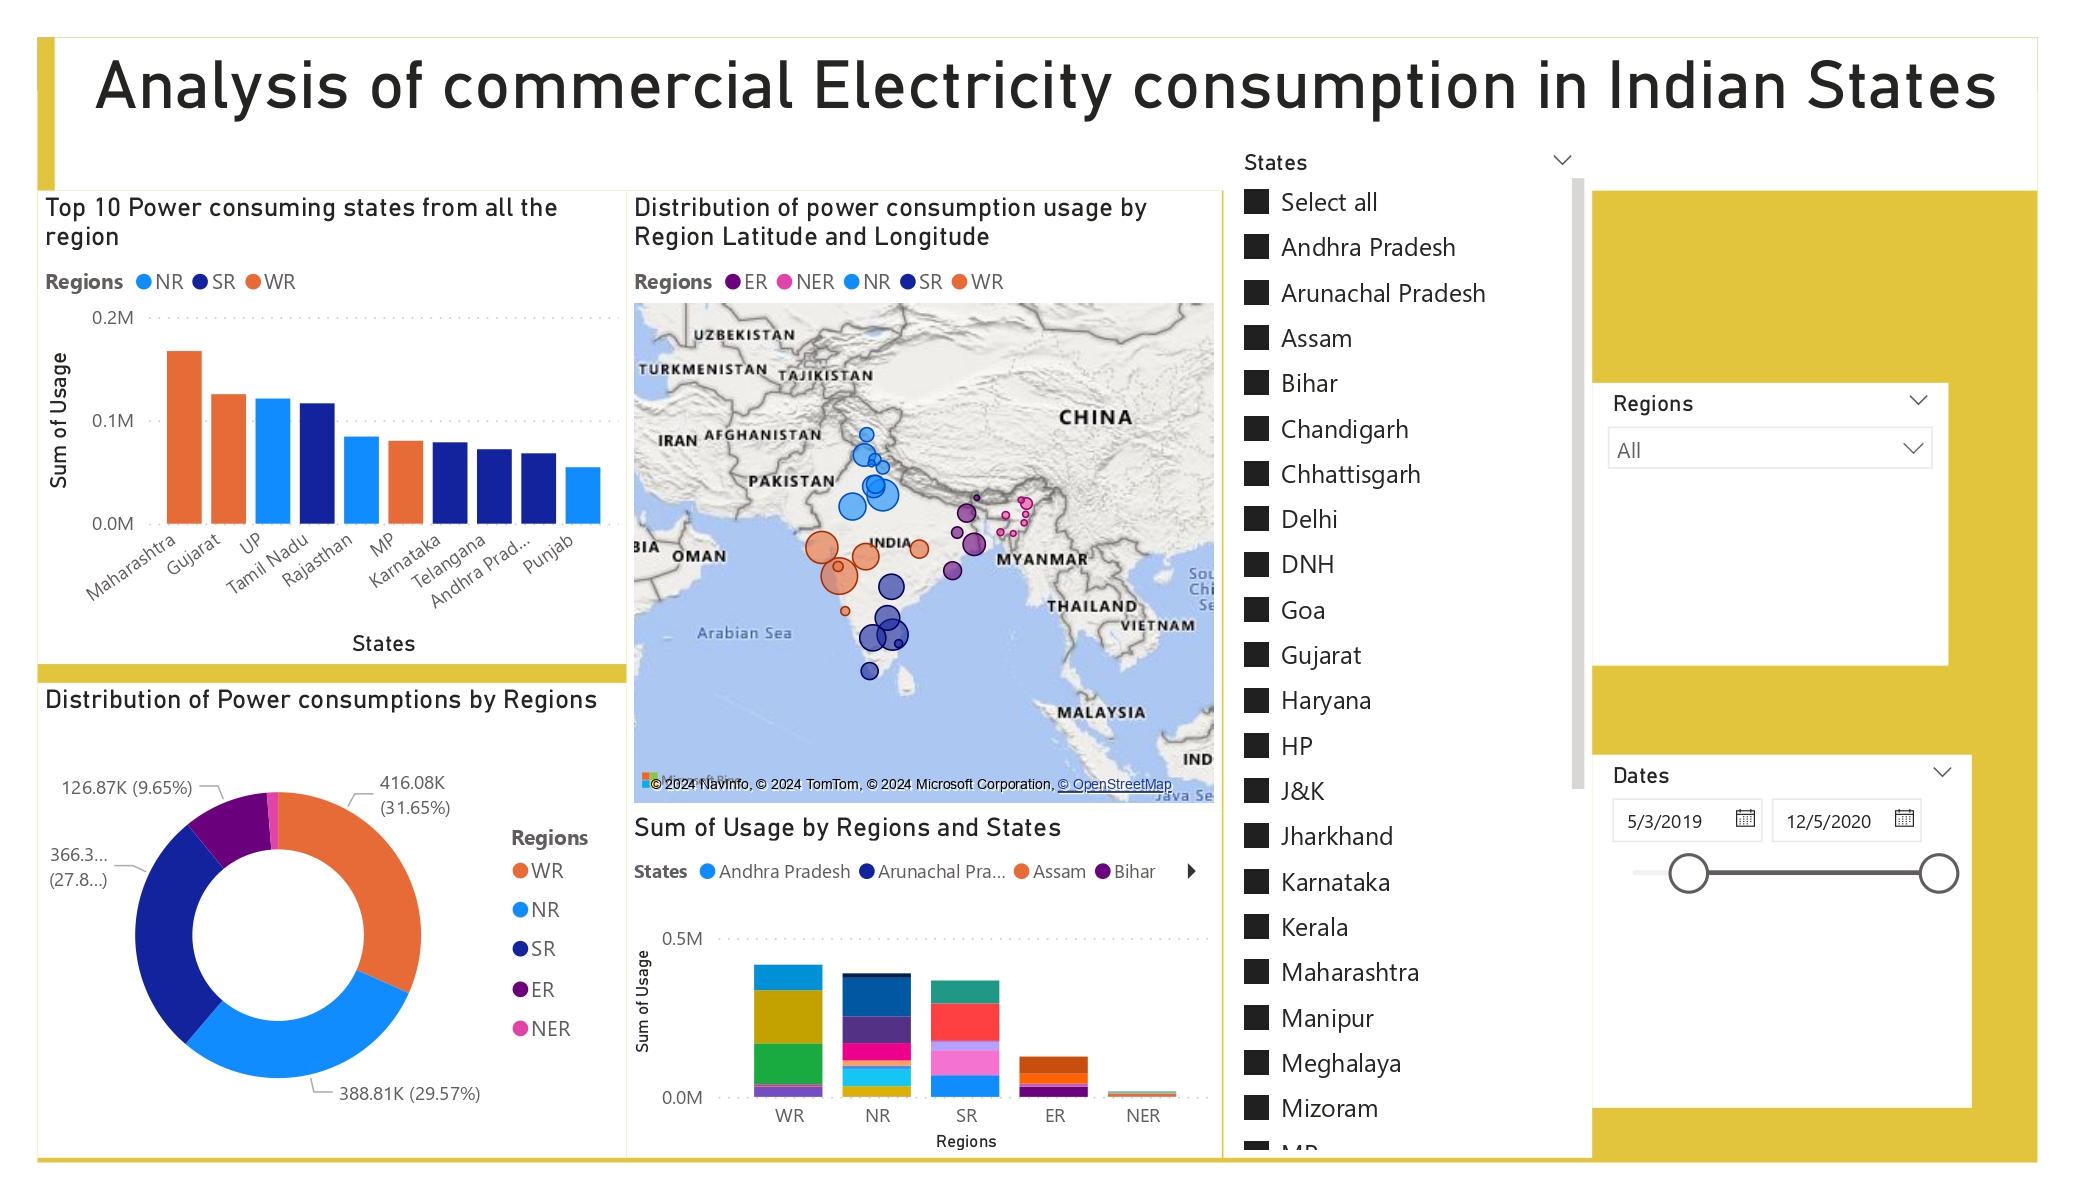 Analysis of commercial Electricity consumption in Indian States
Top 10 Power consuming states from all the
region
Regions NR SR WR
0.2M
0.1M
0.0M
Sum of Usage
Maharashtra
Gujarat
UP
Tamil Nadu
Rajasthan
MP
Karnataka
Telangana
Andhra Prad...
Punjab
States
Distribution of Power consumptions by Regions
126.87K (9.65%)
416.08K
(31.65%)
366.3...
(27.8...)
388.81K (29.57%)
Regions
WR
NR
SR
ER
NER
Distribution of power consumption usage by
Region Latitude and Longitude
Regions ER NER NR SR WR
UZBEKISTAN
TURKMENISTAN
TAJIKISTAN
CHINA
IRAN
AFGHANISTAN
PAKISTAN
BIA
OMAN
INDIA
MYANMAR
Sou
Chi
Se
THAILAND
VIETNAM
Arabian Sea
MALAYSIA
IND
Java Se
© 2024 NavInfo, © 2024 TomTom, © 2024 Microsoft Corporation, © OpenStreetMap
Sum of Usage by Regions and States
States Andhra Pradesh Arunachal Pra... Assam Bihar
0.5M
0.0M
Sum of Usage
WR NR SR ER NER
Regions
States
Select all
Andhra Pradesh
Arunachal Pradesh
Assam
Bihar
Chandigarh
Chhattisgarh
Delhi
DNH
Goa
Gujarat
Haryana
HP
J&K
Jharkhand
Karnataka
Kerala
Maharashtra
Manipur
Meghalaya
Mizoram
Regions
All
Dates
5/3/2019 12/5/2020